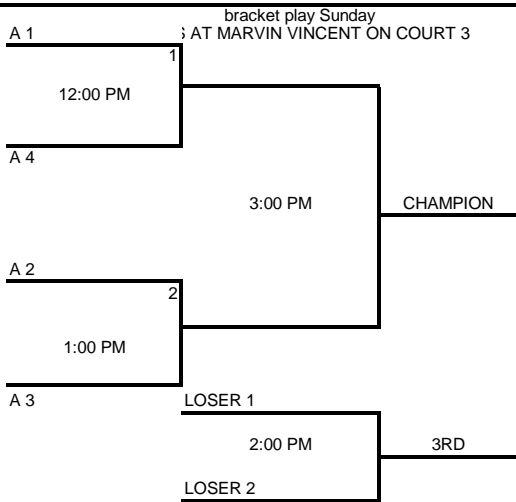 bracket play Sunday
A 1
AT MARVIN VINCENT ON COURT 3
1
12:00 PM
A 4
3:00 PM
CHAMPION
A 2
2
1:00 PM
A 3
LOSER 1
2:00 PM
3RD
LOSER 2